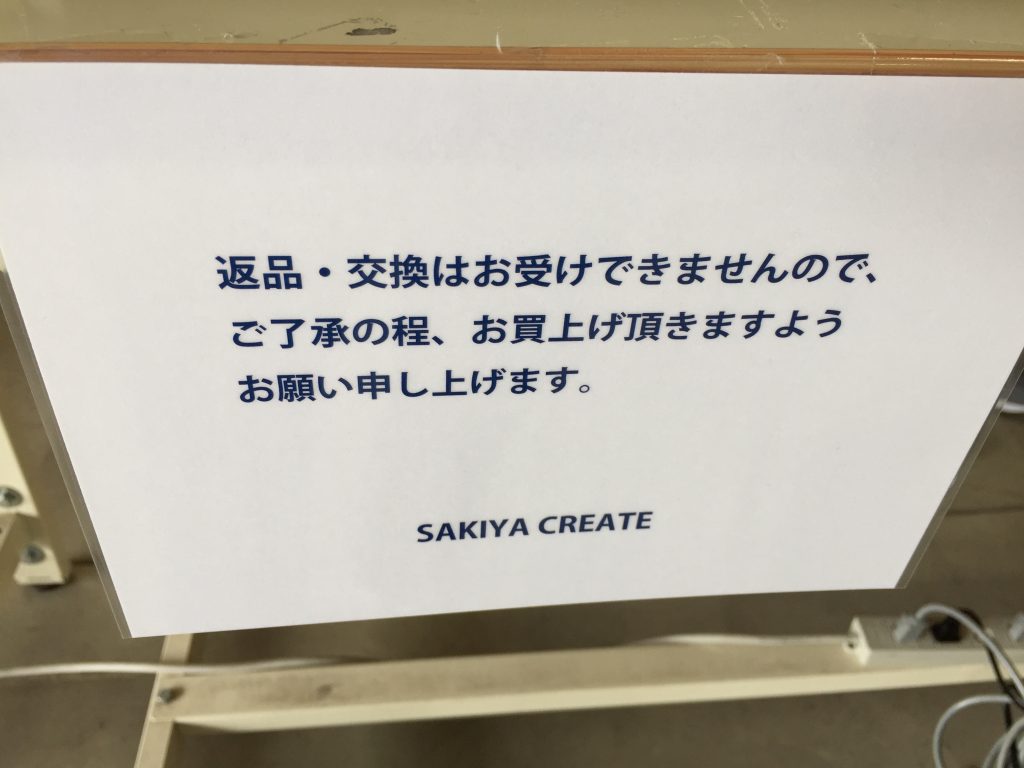 返品・交換はお受けできませんので、
ご了承の程、お買上げ頂きますよう
お願い申し上げます。
SAKIYA CREATE